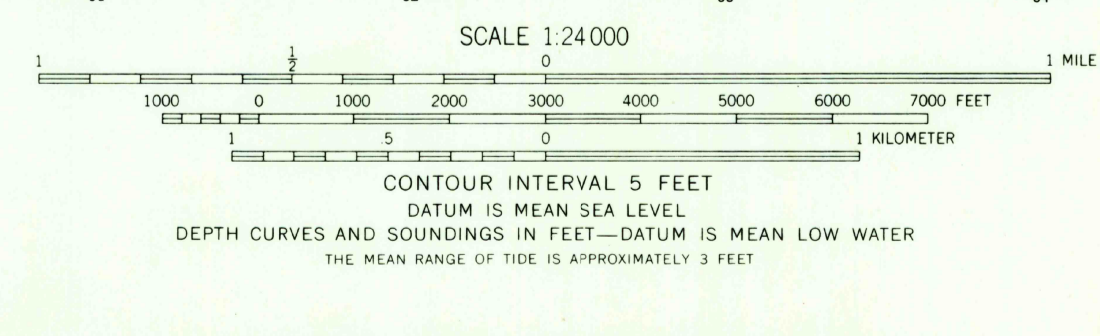 SCALE 1:24 000
1 1/2 0 1 MILE
1000 0 1000 2000 3000 4000 5000 6000 7000 FEET
1 .5 0 1 KILOMETER
CONTOUR INTERVAL 5 FEET
DATUM IS MEAN SEA LEVEL
DEPTH CURVES AND SOUNDINGS IN FEET—DATUM IS MEAN LOW WATER
THE MEAN RANGE OF TIDE IS APPROXIMATELY 3 FEET